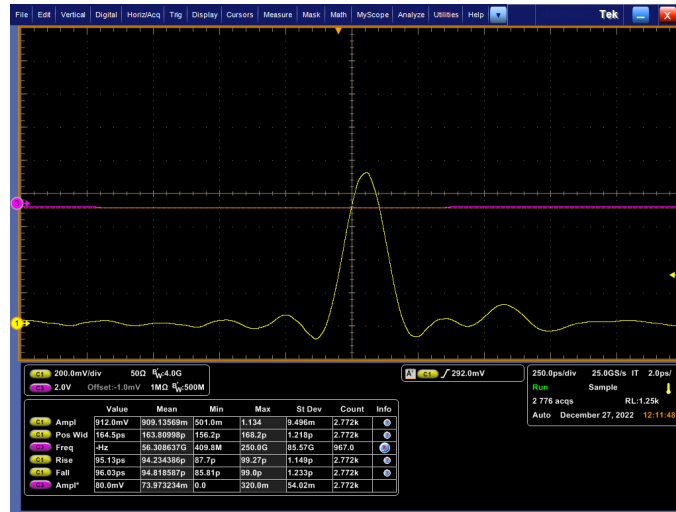 File Edit Vertical Digital Horiz/Acq Trig Display Cursors Measure Mask Math MyScope Analyze Utilities Help Tek X
3
1
C1 200.0mV/div 50Ω BW:4.0G
C3 2.0V Offset:-1.0mV 1MΩ BW:500M
A' C1 292.0mV
250.0ps/div 25.0GS/s IT 2.0ps/
Run Sample
2 776 acqs RL:1.25k
Auto December 27, 2022 12:11:48
Value Mean Min Max St Dev Count Info
C1 Ampl 912.0mV 909.13569m 501.0m 1.134 9.496m 2.772k
C1 Pos Wid 164.5ps 163.80998p 156.2p 168.2p 1.218p 2.772k
C3 Freq -Hz 56.308637G 409.8M 250.0G 85.57G 967.0
C1 Rise 95.13ps 94.234386p 87.7p 99.27p 1.149p 2.772k
C1 Fall 96.03ps 94.818587p 85.81p 99.0p 1.233p 2.772k
C3 Ampl* 80.0mV 73.973234m 0.0 320.0m 54.02m 2.772k